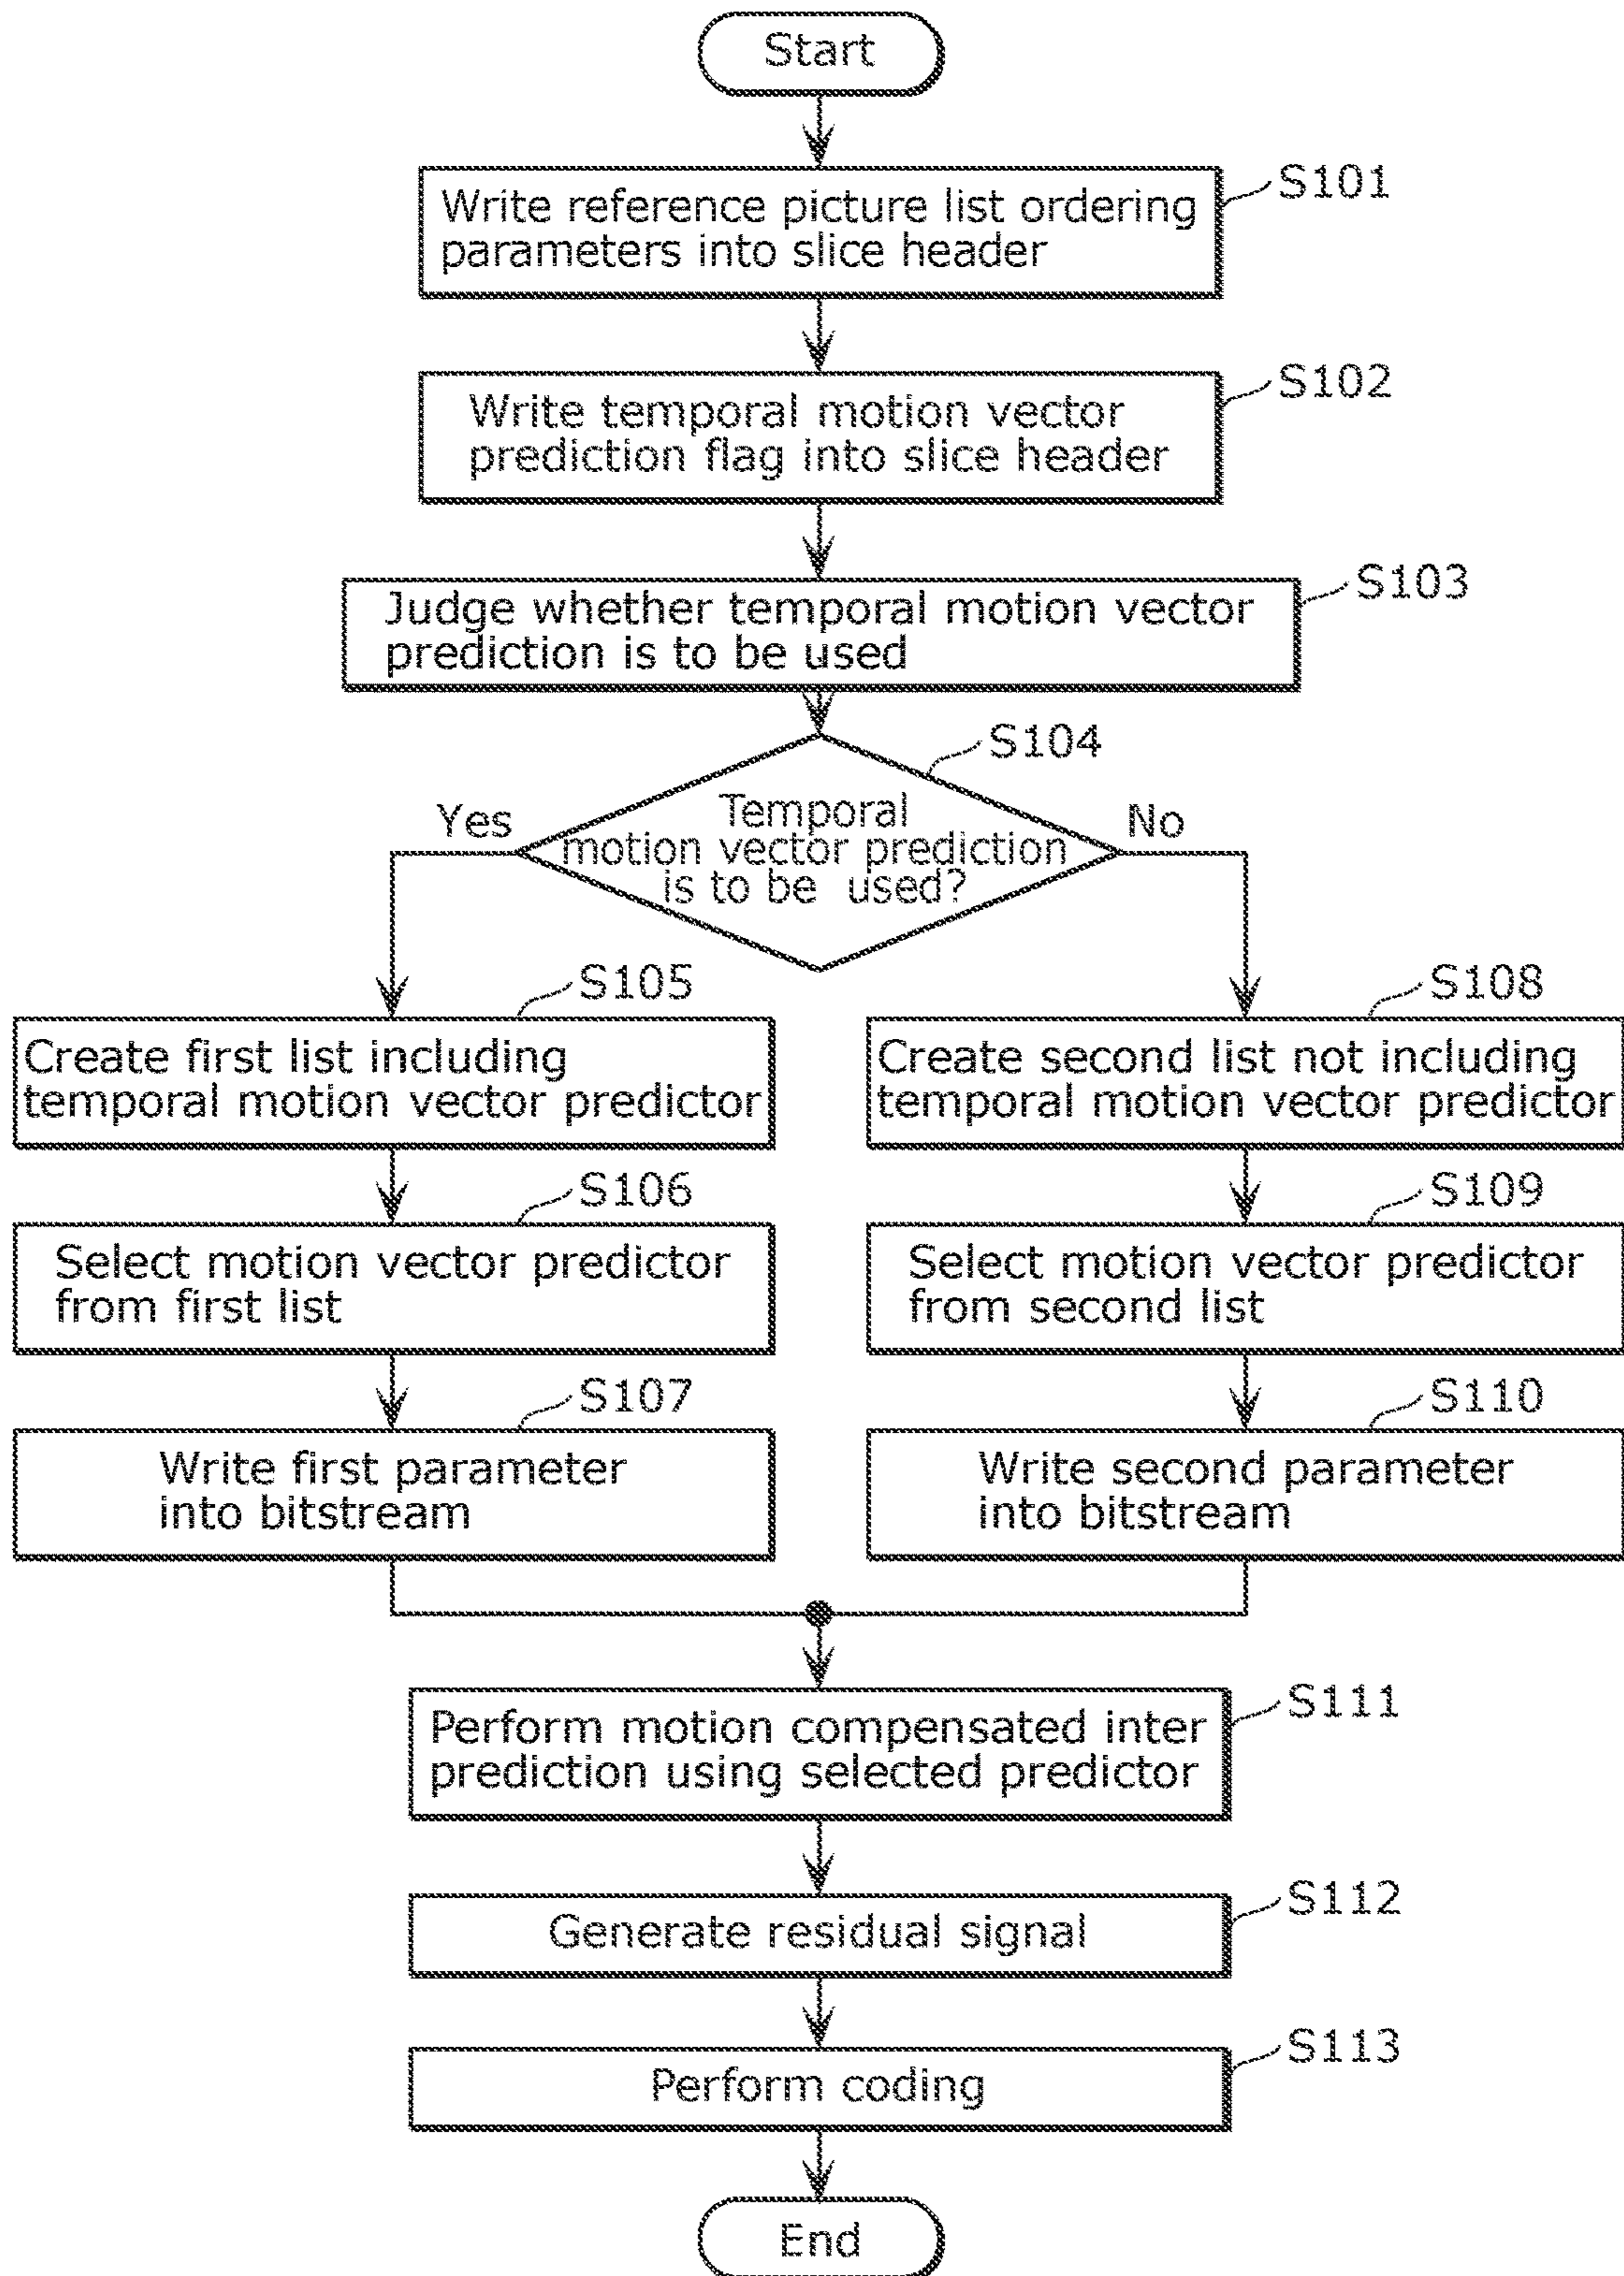 Start
S101
Write reference picture list ordering
parameters into slice header
S102
Write temporal motion vector
prediction flag into slice header
S103
Judge whether temporal motion vector
prediction is to be used
S104
Yes
No
Temporal
motion vector prediction
is to be used?
S105
Create first list including
temporal motion vector predictor
S108
Create second list not including
temporal motion vector predictor
S106
Select motion vector predictor
from first list
S109
Select motion vector predictor
from second list
S107
Write first parameter
into bitstream
S110
Write second parameter
into bitstream
S111
Perform motion compensated inter
prediction using selected predictor
S112
Generate residual signal
S113
Perform coding
End